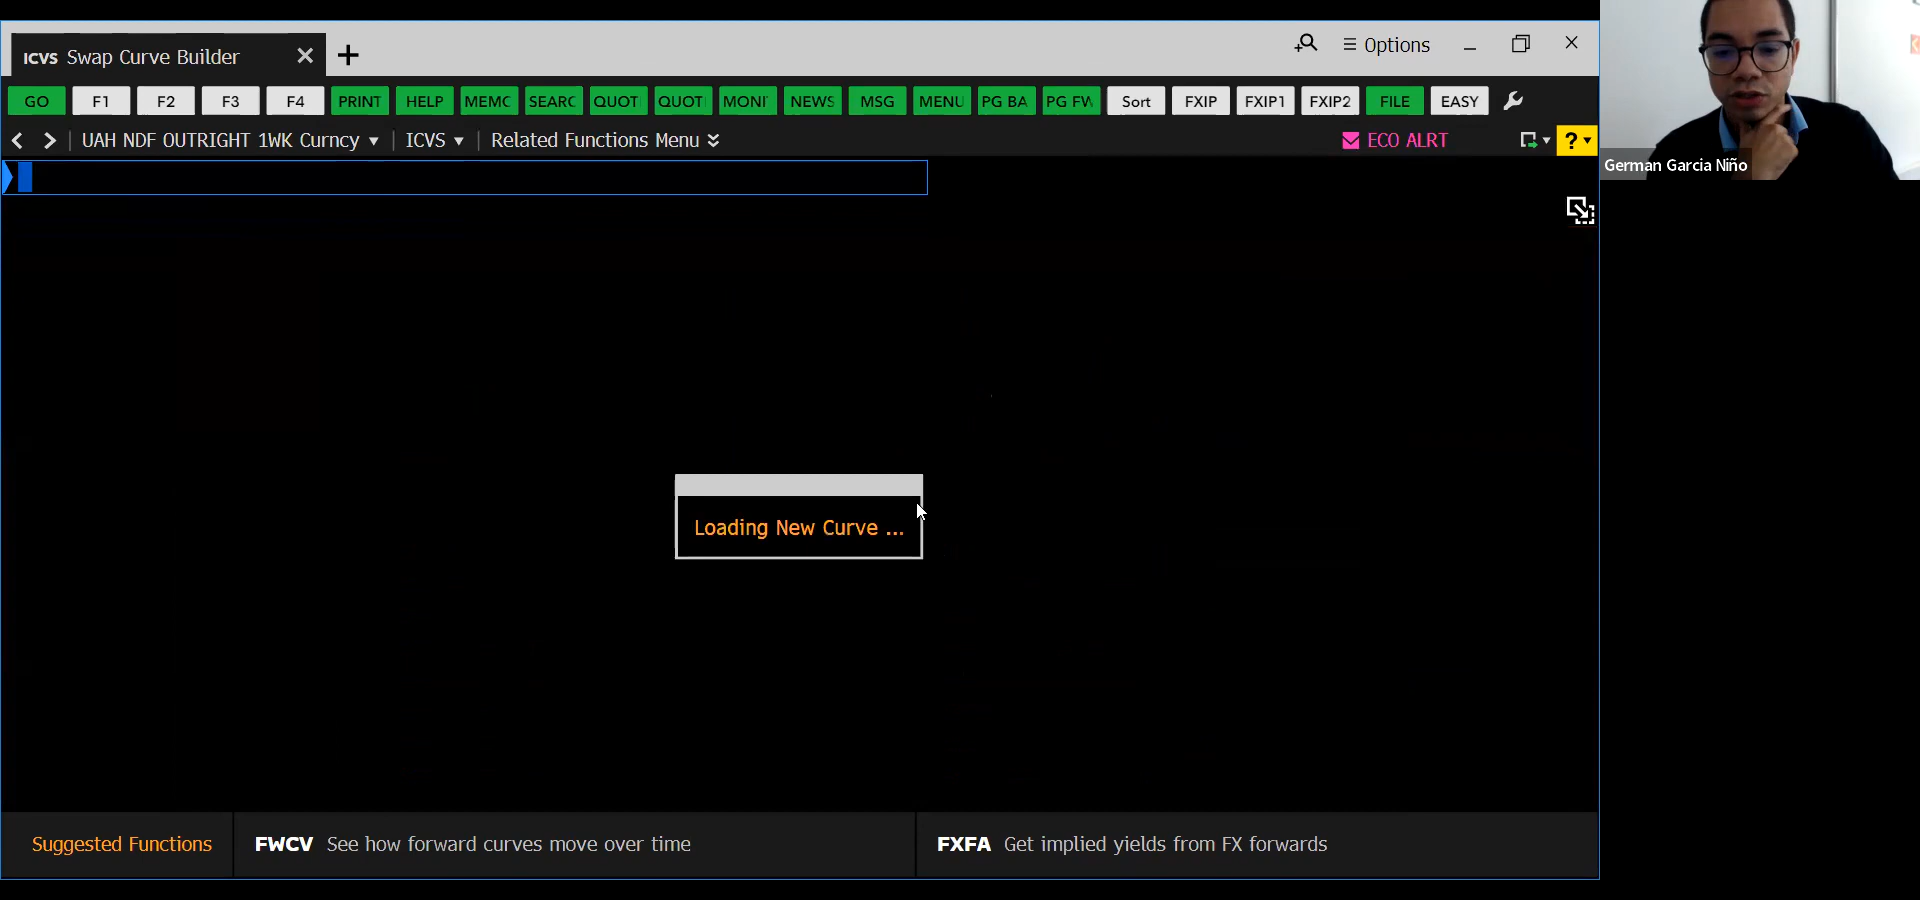 ICVS Swap Curve Builder
Options
GO F1 F2 F3 F4 PRINT HELP MEMC SEARC QUOT QUOT MONI NEWS MSG MENU PG BA PG FW Sort FXIP FXIP1 FXIP2 FILE EASY
UAH NDF OUTRIGHT 1WK Curncy ICVS Related Functions Menu ECO ALRT ?
German Garcia Niño
Loading New Curve ...
Suggested Functions FWCV See how forward curves move over time FXFA Get implied yields from FX forwards